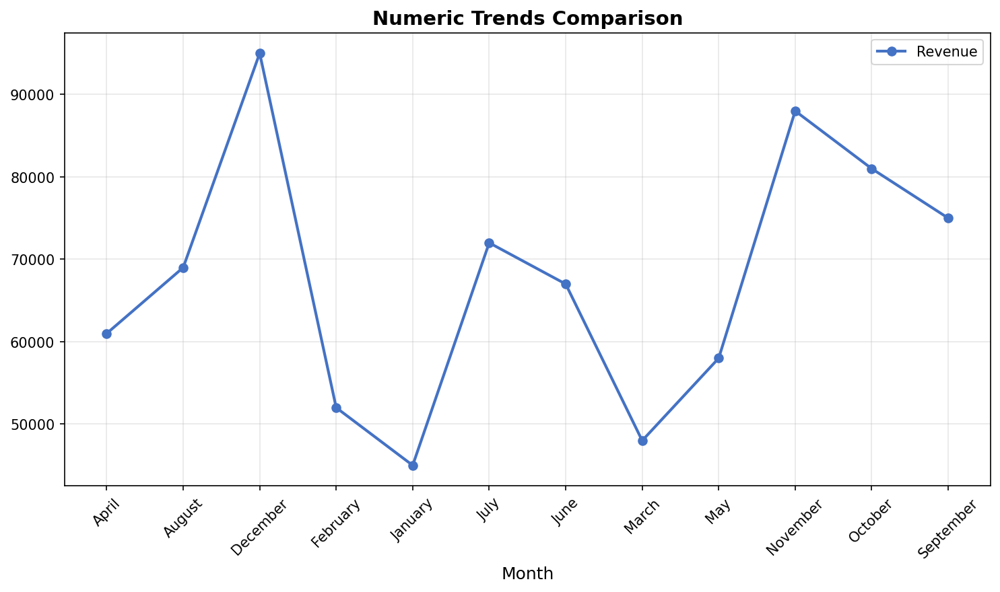 Numeric Trends Comparison
Revenue
90000
80000
70000
60000
50000
April
August
December
February
January
July
June
March
May
November
October
September
Month